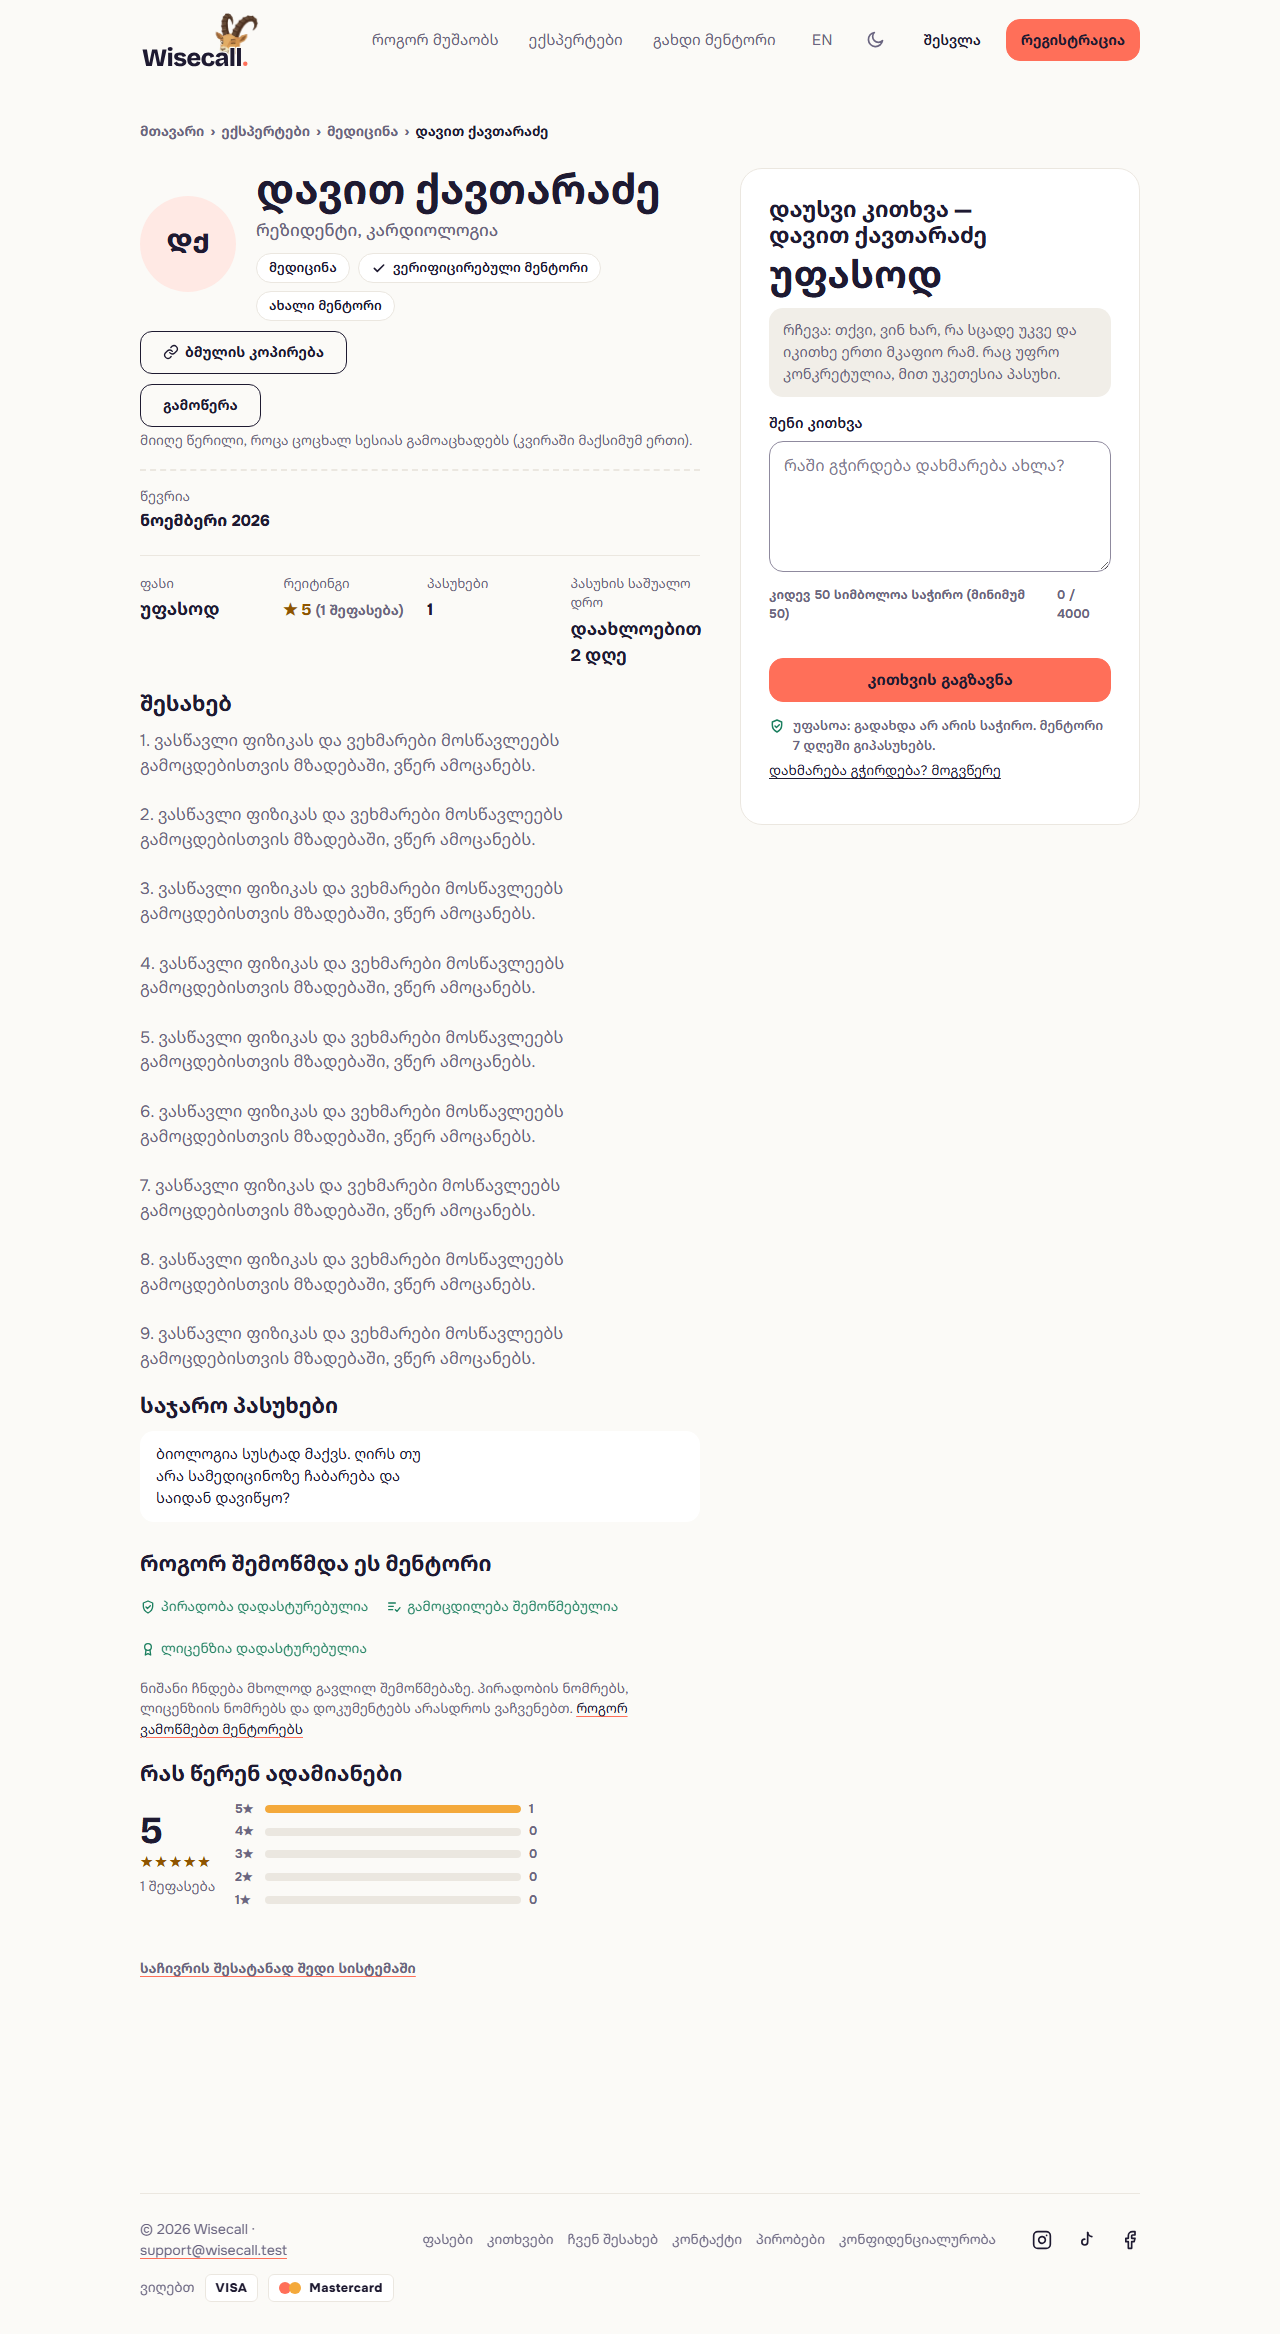 Wisecall.
როგორ მუშაობს ექსპერტები გახდი მენტორი EN შესვლა რეგისტრაცია
მთავარი › ექსპერტები › მედიცინა › დავით ქავთარაძე
დქ
დავით ქავთარაძე
რეზიდენტი, კარდიოლოგია
მედიცინა ვერიფიცირებული მენტორი
ახალი მენტორი
ბმულის კოპირება
გამოწერა
მიიღე წერილი, როცა ცოცხალ სესიას გამოაცხადებს (კვირაში მაქსიმუმ ერთი).
წევრია
ნოემბერი 2026
ფასი
უფასოდ
რეიტინგი
★ 5 (1 შეფასება)
პასუხები
1
პასუხის საშუალო
დრო
დაახლოებით
2 დღე
შესახებ
1. ვასწავლი ფიზიკას და ვეხმარები მოსწავლეებს
გამოცდებისთვის მზადებაში, ვწერ ამოცანებს.
2. ვასწავლი ფიზიკას და ვეხმარები მოსწავლეებს
გამოცდებისთვის მზადებაში, ვწერ ამოცანებს.
3. ვასწავლი ფიზიკას და ვეხმარები მოსწავლეებს
გამოცდებისთვის მზადებაში, ვწერ ამოცანებს.
4. ვასწავლი ფიზიკას და ვეხმარები მოსწავლეებს
გამოცდებისთვის მზადებაში, ვწერ ამოცანებს.
5. ვასწავლი ფიზიკას და ვეხმარები მოსწავლეებს
გამოცდებისთვის მზადებაში, ვწერ ამოცანებს.
6. ვასწავლი ფიზიკას და ვეხმარები მოსწავლეებს
გამოცდებისთვის მზადებაში, ვწერ ამოცანებს.
7. ვასწავლი ფიზიკას და ვეხმარები მოსწავლეებს
გამოცდებისთვის მზადებაში, ვწერ ამოცანებს.
8. ვასწავლი ფიზიკას და ვეხმარები მოსწავლეებს
გამოცდებისთვის მზადებაში, ვწერ ამოცანებს.
9. ვასწავლი ფიზიკას და ვეხმარები მოსწავლეებს
გამოცდებისთვის მზადებაში, ვწერ ამოცანებს.
საჯარო პასუხები
ბიოლოგია სუსტად მაქვს. ღირს თუ
არა სამედიცინოზე ჩაბარება და
საიდან დავიწყო?
როგორ შემოწმდა ეს მენტორი
პირადობა დადასტურებულია გამოცდილება შემოწმებულია
ლიცენზია დადასტურებულია
ნიშანი ჩნდება მხოლოდ გავლილ შემოწმებაზე. პირადობის ნომრებს,
ლიცენზიის ნომრებს და დოკუმენტებს არასდროს ვაჩვენებთ. როგორ
ვამოწმებთ მენტორებს
რას წერენ ადამიანები
5
★★★★★
1 შეფასება
5★ 1
4★ 0
3★ 0
2★ 0
1★ 0
საჩივრის შესატანად შედი სისტემაში
დაუსვი კითხვა —
დავით ქავთარაძე
უფასოდ
რჩევა: თქვი, ვინ ხარ, რა სცადე უკვე და
იკითხე ერთი მკაფიო რამ. რაც უფრო
კონკრეტულია, მით უკეთესია პასუხი.
შენი კითხვა
რაში გჭირდება დახმარება ახლა?
კიდევ 50 სიმბოლოა საჭირო (მინიმუმ
50)
0 /
4000
კითხვის გაგზავნა
უფასოა: გადახდა არ არის საჭირო. მენტორი
7 დღეში გიპასუხებს.
დახმარება გჭირდება? მოგვწერე
© 2026 Wisecall ·
support@wisecall.test
ფასები კითხვები ჩვენ შესახებ კონტაქტი პირობები კონფიდენციალურობა
ვიღებთ VISA Mastercard